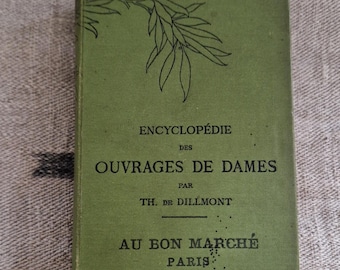 ENCYCLOPÉDIE
DES
OUVRAGES DE DAMES
PAR
TH. DE DILLMONT
AU BON MARCHÉ
PARIS